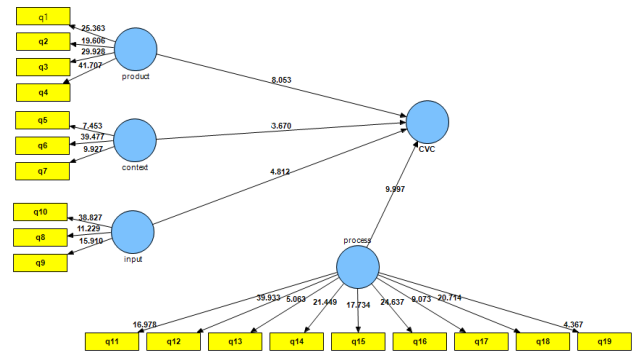 q1
25.363
q2
19.606
q3
29.928
q4
41.707
product
8.053
q5
7.453
q6
39.477
q7
9.927
context
3.670
CVC
q10
38.827
q8
11.229
q9
15.910
input
4.812
9.997
process
16.978
39.933
5.063
21.449
17.734
24.637
9.073
20.714
4.367
q11
q12
q13
q14
q15
q16
q17
q18
q19